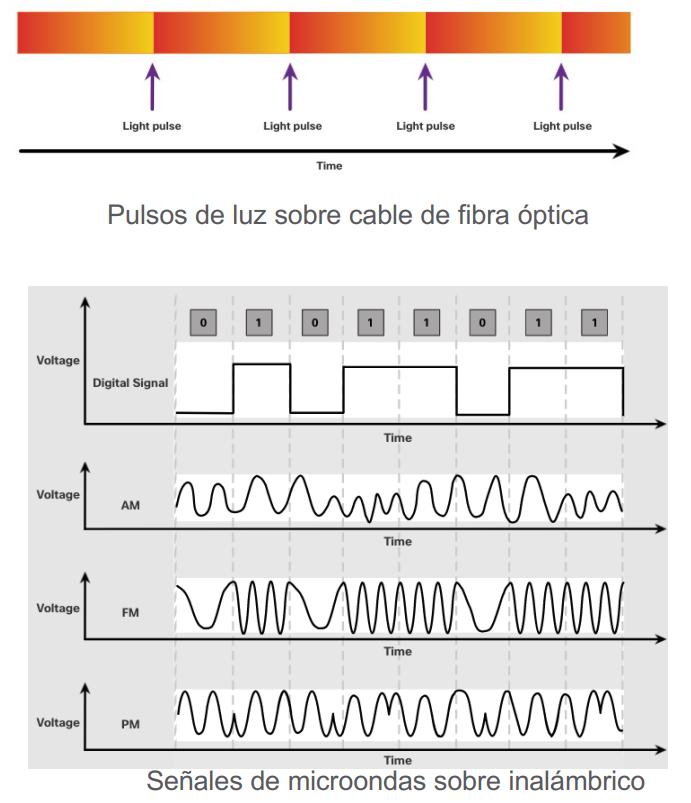 Light pulse Light pulse Light pulse Light pulse
Time
Pulsos de luz sobre cable de fibra óptica
0 1 0 1 1 0 1 1
Voltage
Digital Signal
Time
Voltage
AM
Time
Voltage
FM
Time
Voltage
PM
Time
Señales de microondas sobre inalámbrico